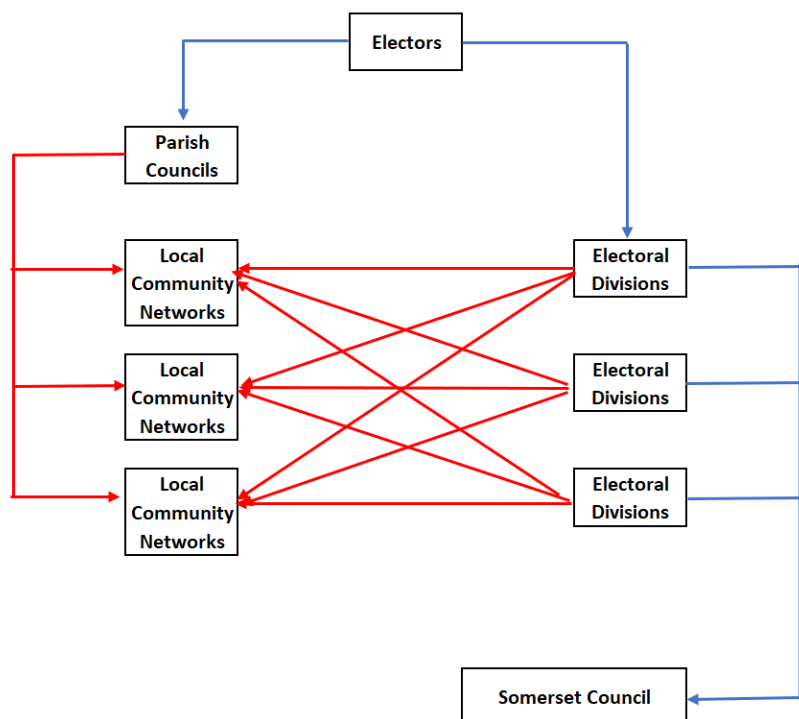 Electors
Parish
Councils
Local
Community
Networks
Electoral
Divisions
Local
Community
Networks
Electoral
Divisions
Local
Community
Networks
Electoral
Divisions
Somerset Council